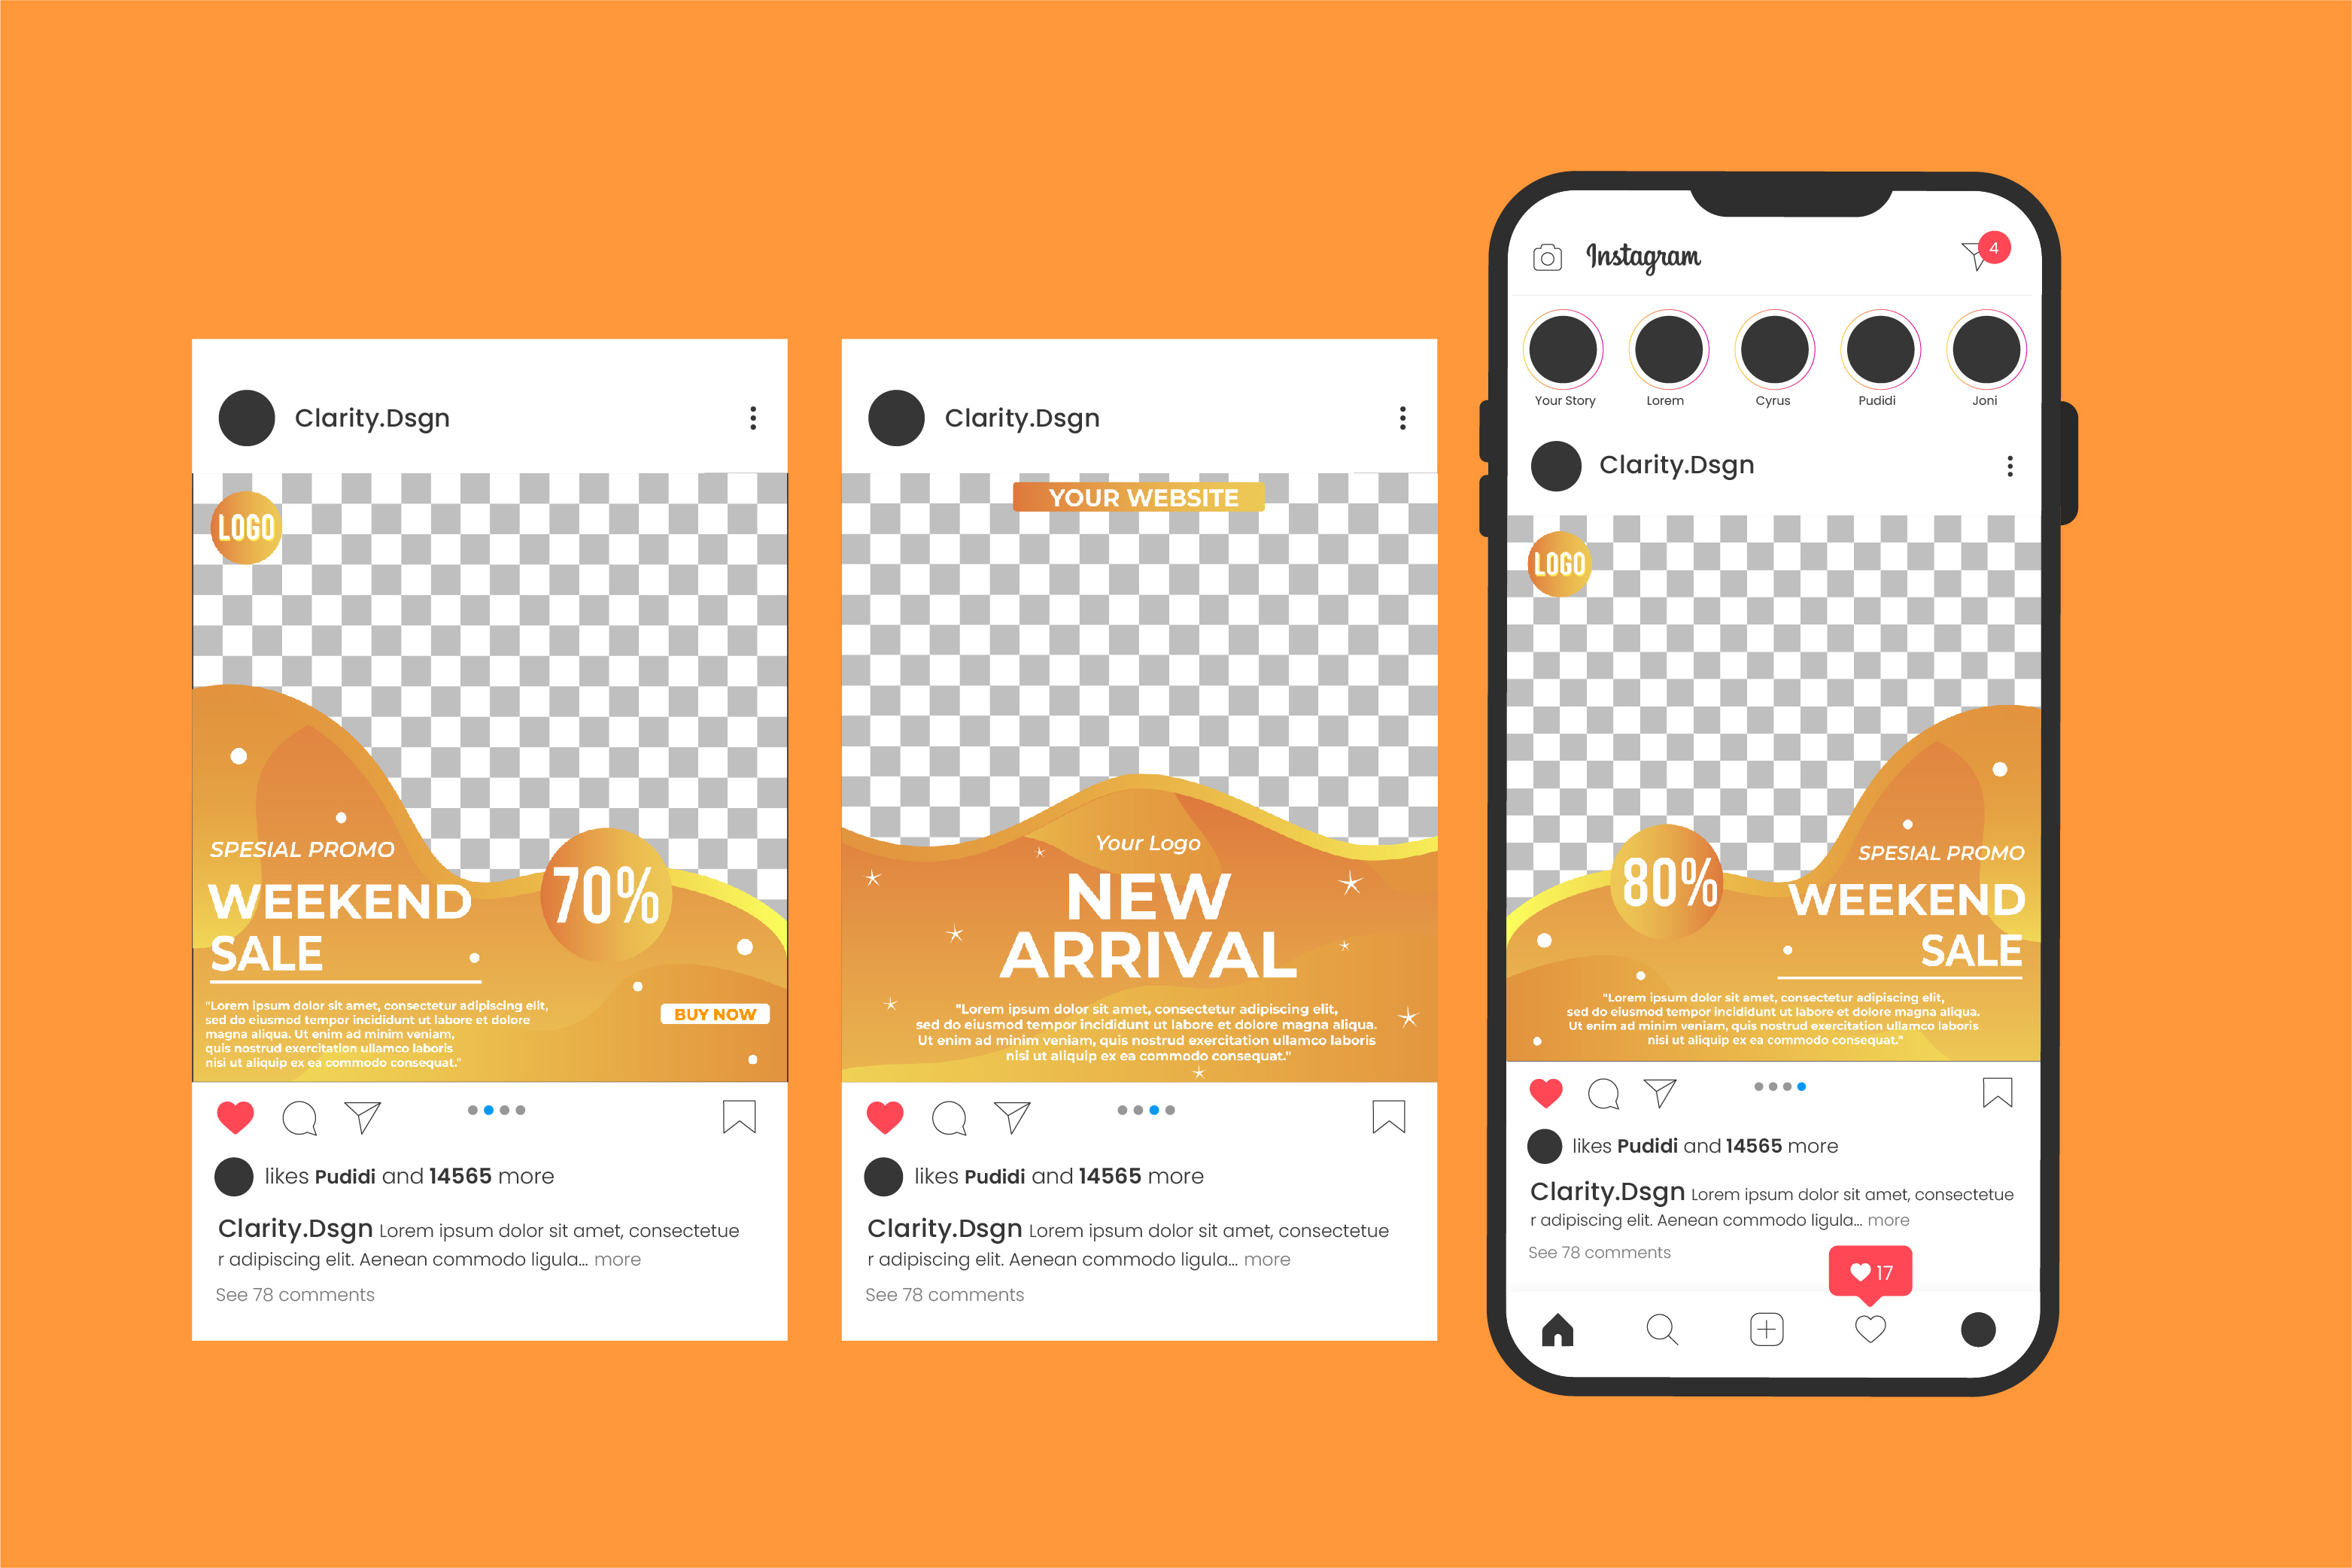 Clarity.Dsgn
LOGO
SPESIAL PROMO
WEEKEND
SALE
70%
"Lorem ipsum dolor sit amet, consectetur adipiscing elit,
sed do eiusmod tempor incididunt ut labore et dolore
magna aliqua. Ut enim ad minim veniam,
quis nostrud exercitation ullamco laboris
nisi ut aliquip ex ea commodo consequat."
BUY NOW
likes Pudidi and 14565 more
Clarity.Dsgn Lorem ipsum dolor sit amet, consectetue
r adipiscing elit. Aenean commodo ligula... more
See 78 comments
Clarity.Dsgn
YOUR WEBSITE
Your Logo
NEW
ARRIVAL
"Lorem ipsum dolor sit amet, consectetur adipiscing elit,
sed do eiusmod tempor incididunt ut labore et dolore magna aliqua.
Ut enim ad minim veniam, quis nostrud exercitation ullamco laboris
nisi ut aliquip ex ea commodo consequat."
likes Pudidi and 14565 more
Clarity.Dsgn Lorem ipsum dolor sit amet, consectetue
r adipiscing elit. Aenean commodo ligula... more
See 78 comments
Instagram
4
Your Story Lorem Cyrus Pudidi Joni
Clarity.Dsgn
LOGO
80%
SPESIAL PROMO
WEEKEND
SALE
"Lorem ipsum dolor sit amet, consectetur adipiscing elit,
sed do eiusmod tempor incididunt ut labore et dolore magna aliqua.
Ut enim ad minim veniam, quis nostrud exercitation ullamco laboris
nisi ut aliquip ex ea commodo consequat."
likes Pudidi and 14565 more
Clarity.Dsgn Lorem ipsum dolor sit amet, consectetue
r adipiscing elit. Aenean commodo ligula... more
See 78 comments
17